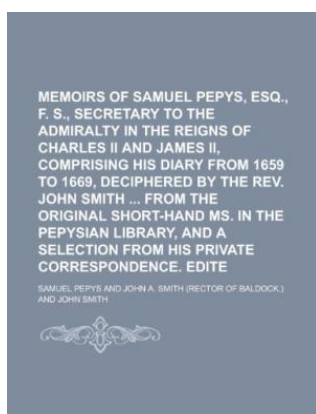 MEMOIRS OF SAMUEL PEPYS, ESQ.,
F. S., SECRETARY TO THE
ADMIRALTY IN THE REIGNS OF
CHARLES II AND JAMES II,
COMPRISING HIS DIARY FROM 1659
TO 1669, DECIPHERED BY THE REV.
JOHN SMITH ... FROM THE
ORIGINAL SHORT-HAND MS. IN THE
PEPYSIAN LIBRARY, AND A
SELECTION FROM HIS PRIVATE
CORRESPONDENCE. EDITE
SAMUEL PEPYS AND JOHN A. SMITH (RECTOR OF BALDOCK.)
AND JOHN SMITH